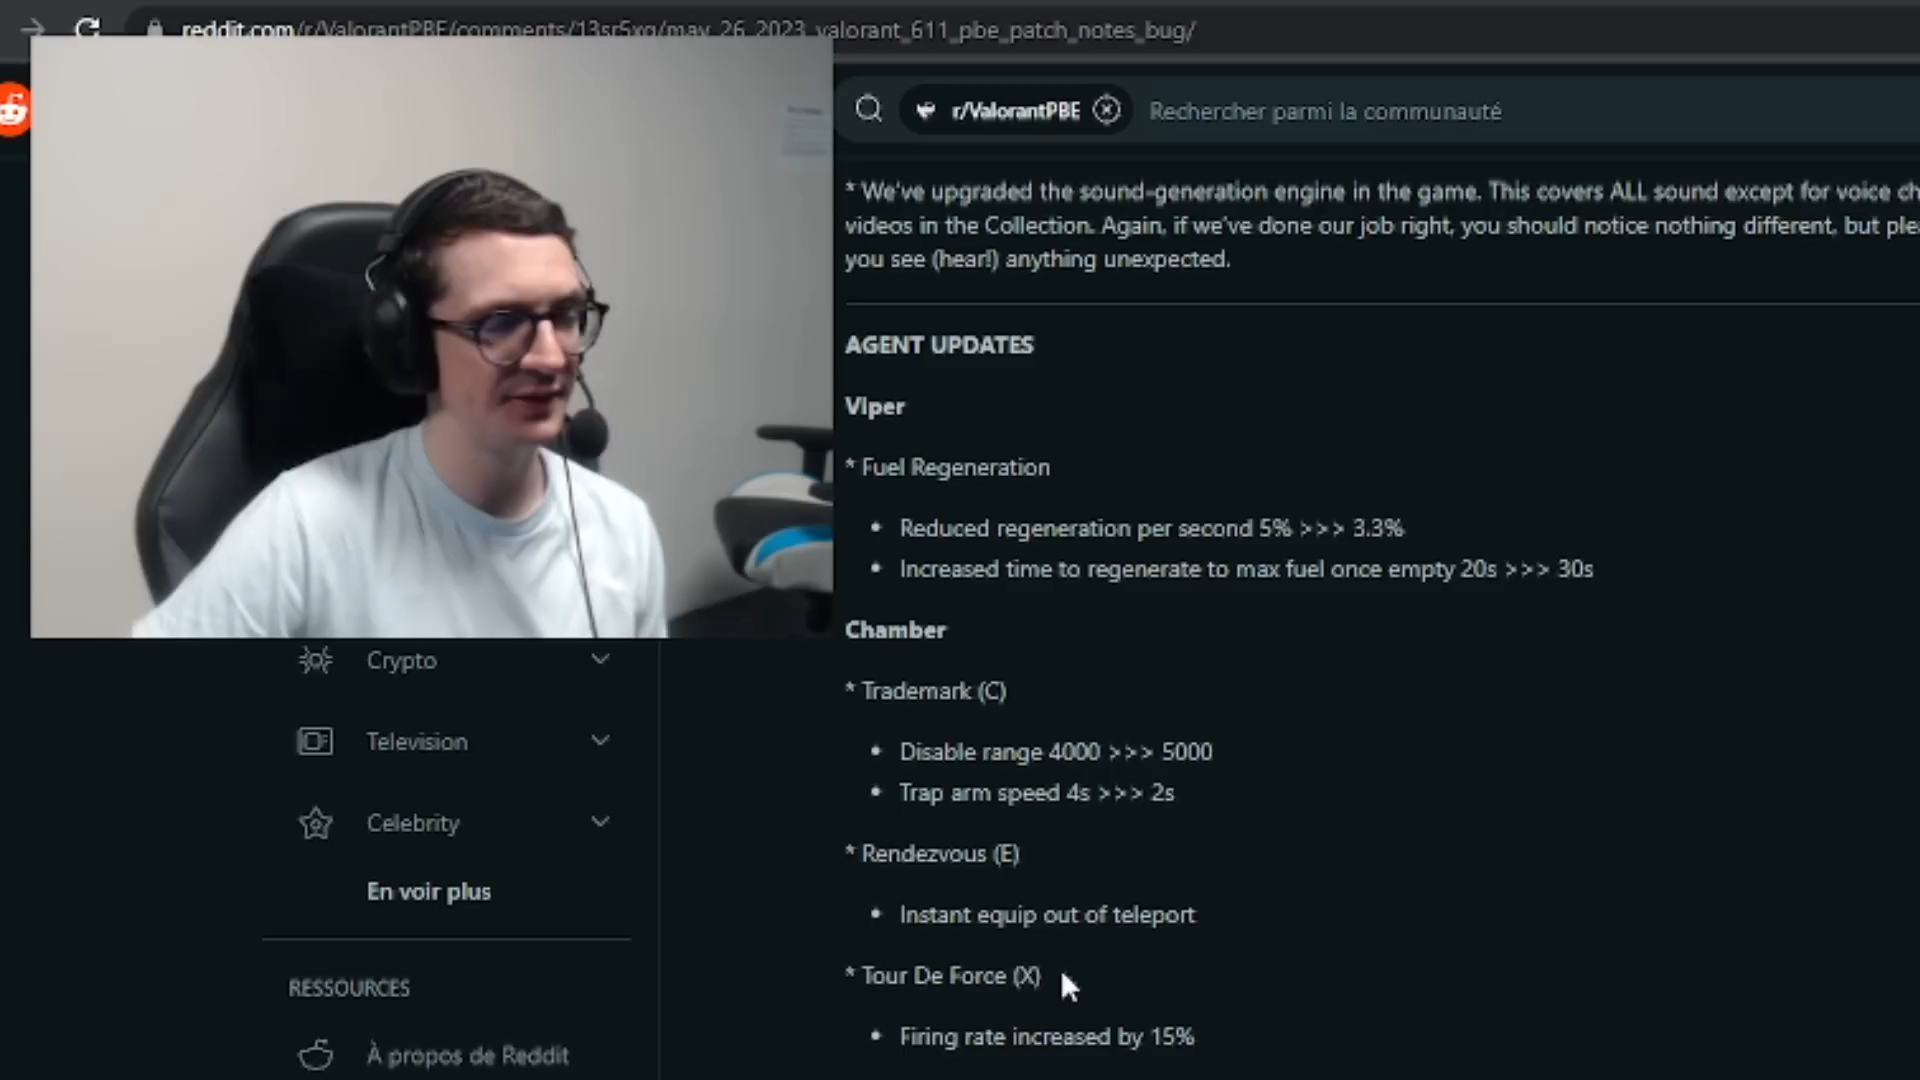 reddit.com/r/ValorantPBE/comments/13sr5xq/may_26_2023_valorant_611_pbe_patch_notes_bug/
r/ValorantPBE
Rechercher parmi la communauté
* We've upgraded the sound-generation engine in the game. This covers ALL sound except for voice
videos in the Collection. Again, if we've done our job right, you should notice nothing different, but
you see (hear!) anything unexpected.
AGENT UPDATES
Viper
* Fuel Regeneration
• Reduced regeneration per second 5% >>> 3.3%
• Increased time to regenerate to max fuel once empty 20s >>> 30s
Chamber
* Trademark (C)
• Disable range 4000 >>> 5000
• Trap arm speed 4s >>> 2s
* Rendezvous (E)
• Instant equip out of teleport
* Tour De Force (X)
• Firing rate increased by 15%
Crypto
Television
Celebrity
En voir plus
RESSOURCES
À propos de Reddit